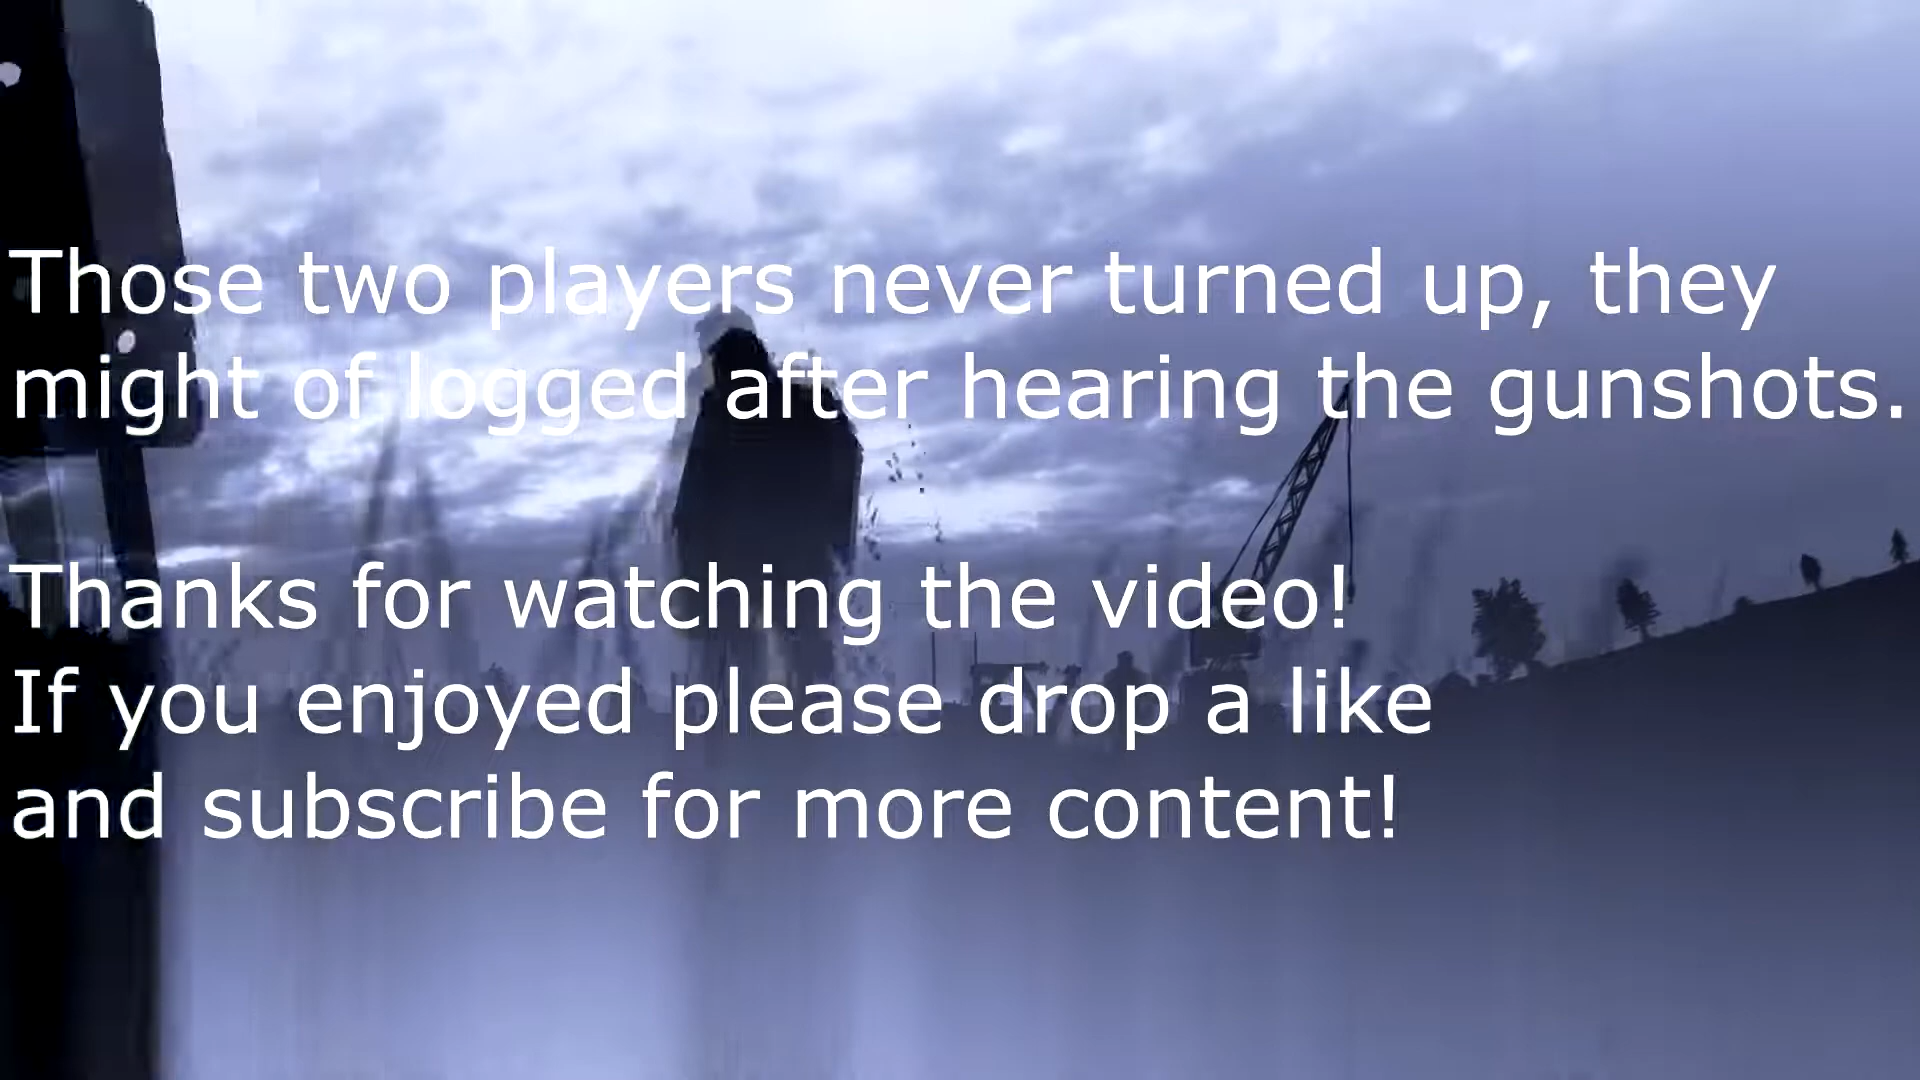 Those two players never turned up, they
might of logged after hearing the gunshots.
Thanks for watching the video!
If you enjoyed please drop a like
and subscribe for more content!